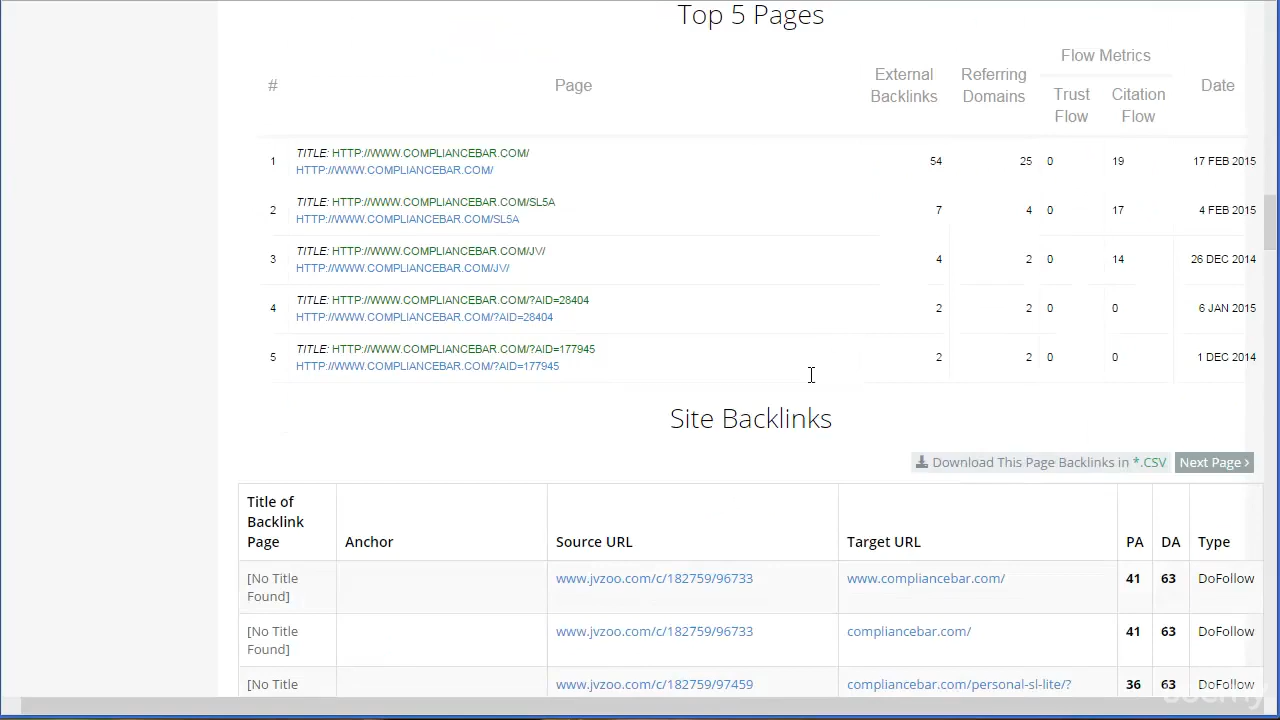 Top 5 Pages
Flow Metrics
# Page External Backlinks Referring Domains Trust Flow Citation Flow Date
1 TITLE: HTTP://WWW.COMPLIANCEBAR.COM/ 54 25 0 19 17 FEB 2015
HTTP://WWW.COMPLIANCEBAR.COM/
2 TITLE: HTTP://WWW.COMPLIANCEBAR.COM/SL5A 7 4 0 17 4 FEB 2015
HTTP://WWW.COMPLIANCEBAR.COM/SL5A
3 TITLE: HTTP://WWW.COMPLIANCEBAR.COM/JV/ 4 2 0 14 26 DEC 2014
HTTP://WWW.COMPLIANCEBAR.COM/JV/
4 TITLE: HTTP://WWW.COMPLIANCEBAR.COM/?AID=28404 2 2 0 0 6 JAN 2015
HTTP://WWW.COMPLIANCEBAR.COM/?AID=28404
5 TITLE: HTTP://WWW.COMPLIANCEBAR.COM/?AID=177945 2 2 0 0 1 DEC 2014
HTTP://WWW.COMPLIANCEBAR.COM/?AID=177945
Site Backlinks
Download This Page Backlinks in *.CSV Next Page ›
Title of
Backlink
Page Anchor Source URL Target URL PA DA Type
[No Title www.jvzoo.com/c/182759/96733 www.compliancebar.com/ 41 63 DoFollow
Found]
[No Title www.jvzoo.com/c/182759/96733 compliancebar.com/ 41 63 DoFollow
Found]
[No Title www.jvzoo.com/c/182759/97459 compliancebar.com/personal-sl-lite/? 36 63 DoFollow